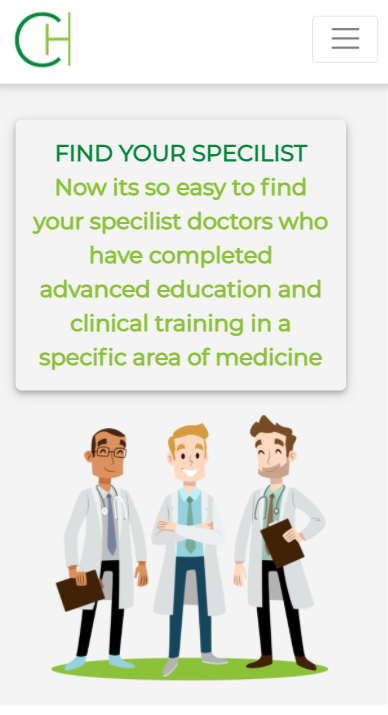 CH
FIND YOUR SPECILIST
Now its so easy to find
your specilist doctors who
have completed
advanced education and
clinical training in a
specific area of medicine